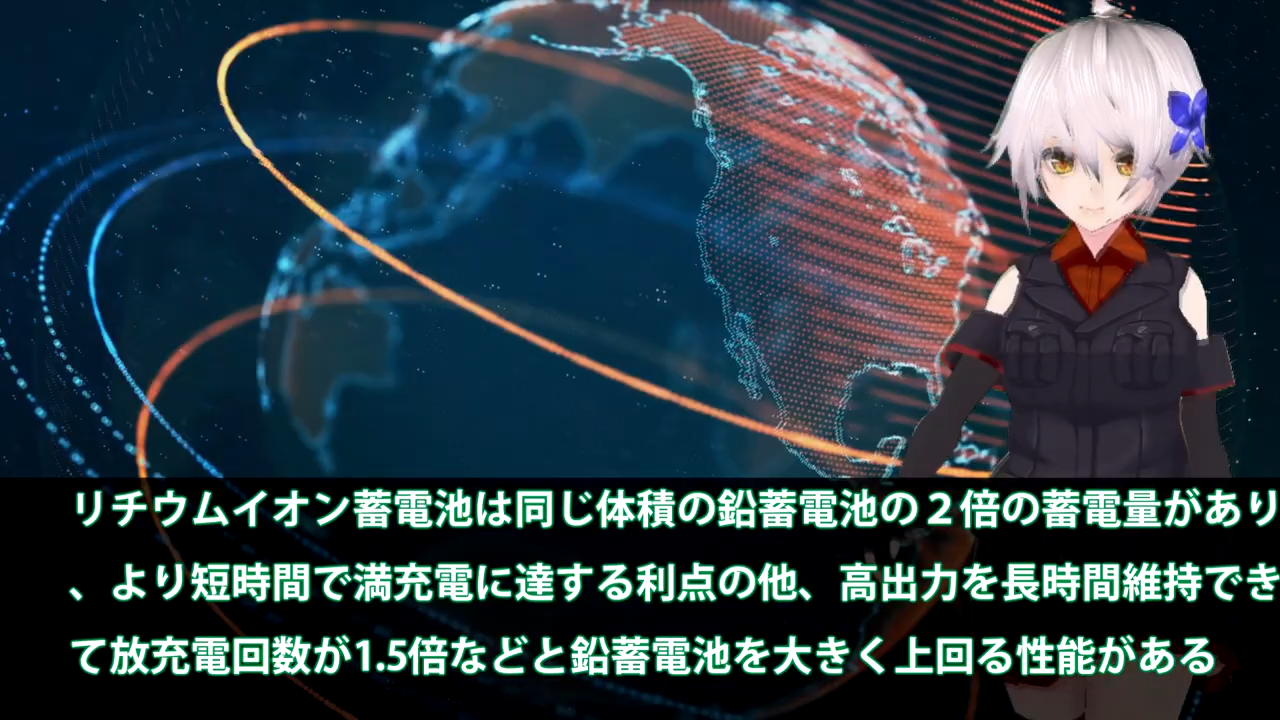 リチウムイオン蓄電池は同じ体積の鉛蓄電池の２倍の蓄電量があり
、より短時間で満充電に達する利点の他、高出力を長時間維持でき
て放充電回数が1.5倍などと鉛蓄電池を大きく上回る性能がある